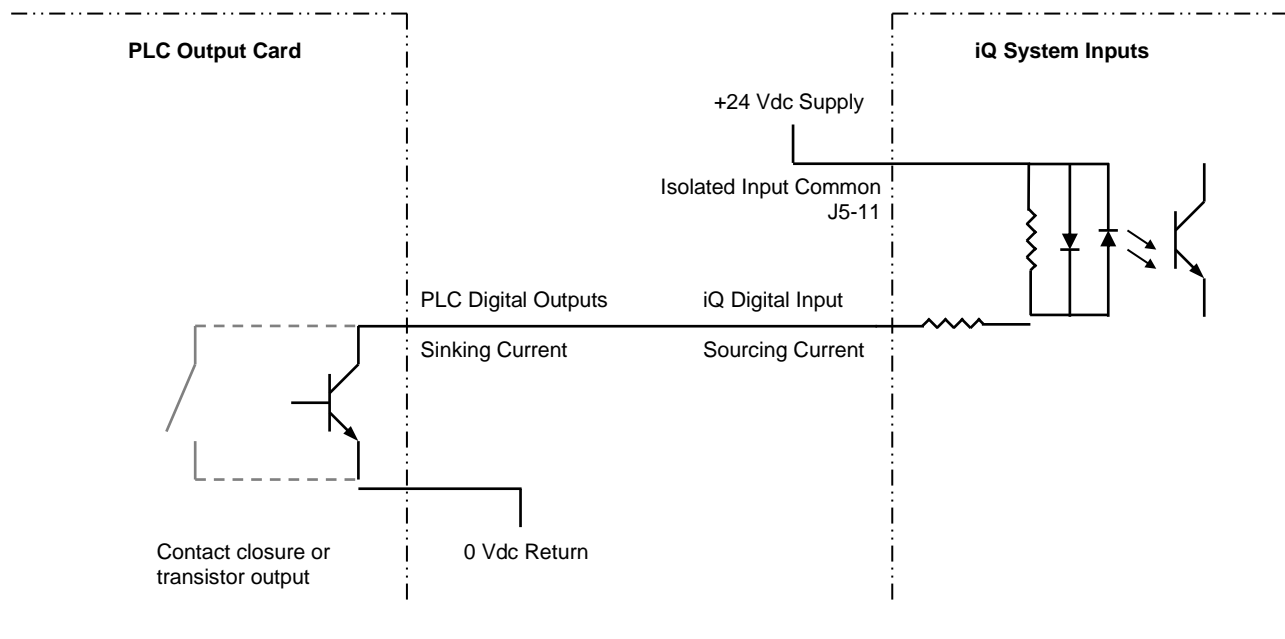 PLC Output Card
iQ System Inputs
+24 Vdc Supply
Isolated Input Common
J5-11
PLC Digital Outputs
iQ Digital Input
Sinking Current
Sourcing Current
Contact closure or
transistor output
0 Vdc Return